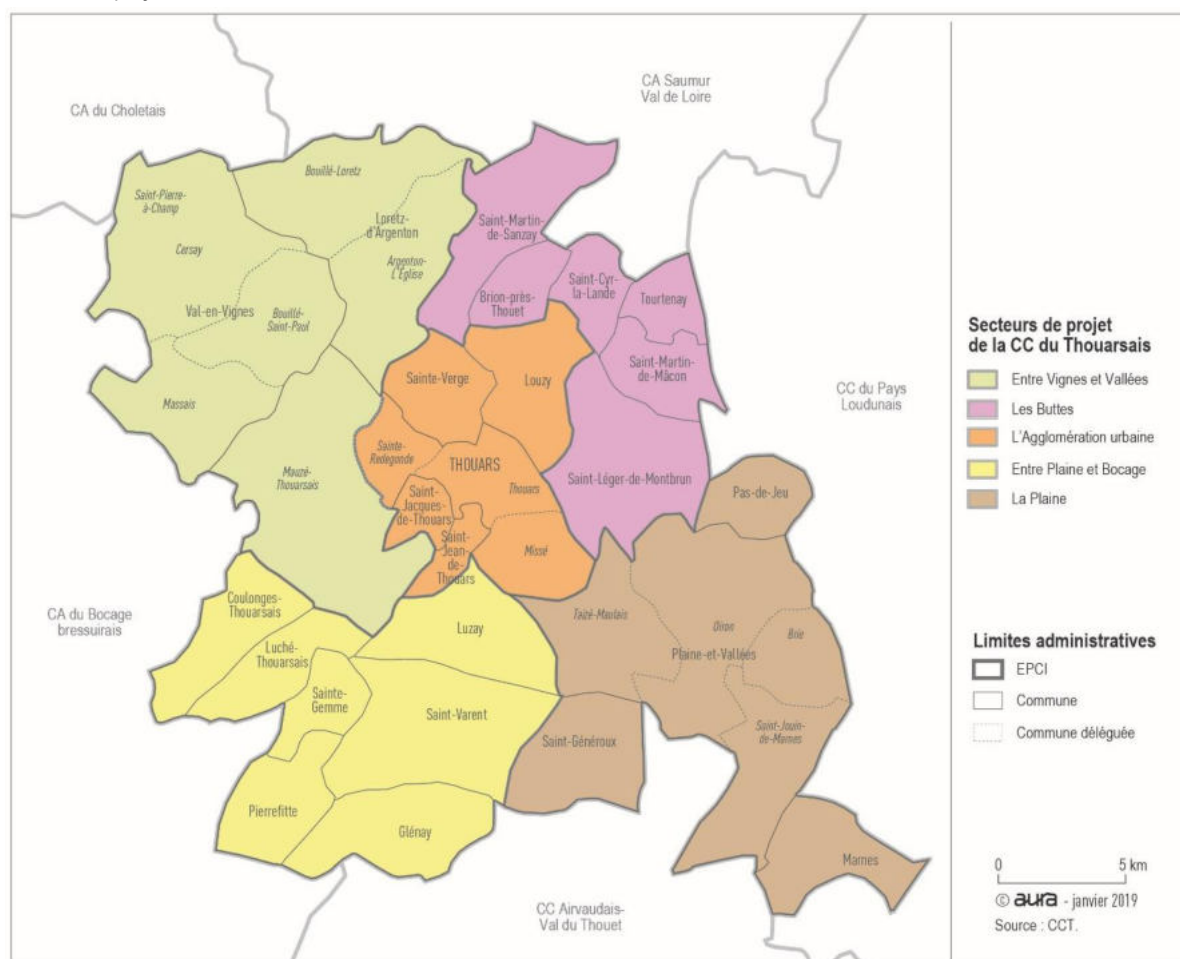 CA du Choletais
CA Saumur
Val de Loire
Bouillé-Loretz
Saint-Pierre-
à-Champ
Loretz-
d'Argenton
Saint-Martin-
de-Sanzay
Cersay
Argenton-
L'Église
Saint-Cyr-
la-Lande
Brion-près-
Thouet
Tourtenay
Val-en-Vignes
Bouillé-
Saint-Paul
Saint-Martin-
de-Mâcon
Sainte-Verge
Louzy
CC du Pays
Loudunais
Massais
Sainte-
Redegonde
THOUARS
Mauzé-
Thouarsais
Thouars
Saint-Léger-de-Montbrun
Pas-de-Jeu
Saint-
Jacques-
de-Thouars
Saint-
Jean-
de-
Thouars
Missé
CA du Bocage
bressuirais
Coulonges-
Thouarsais
Luzay
Taizé-Maulais
Oiron
Brie
Plaine-et-Vallées
Luché-
Thouarsais
Sainte-
Gemme
Saint-Varent
Saint-Généroux
Saint-Jouin-
de-Marnes
Pierrefitte
Glénay
Marnes
CC Airvaudais-
Val du Thouet
Secteurs de projet
de la CC du Thouarsais
Entre Vignes et Vallées
Les Buttes
L'Agglomération urbaine
Entre Plaine et Bocage
La Plaine
Limites administratives
EPCI
Commune
Commune déléguée
0 5 km
© aura - janvier 2019
Source : CCT.